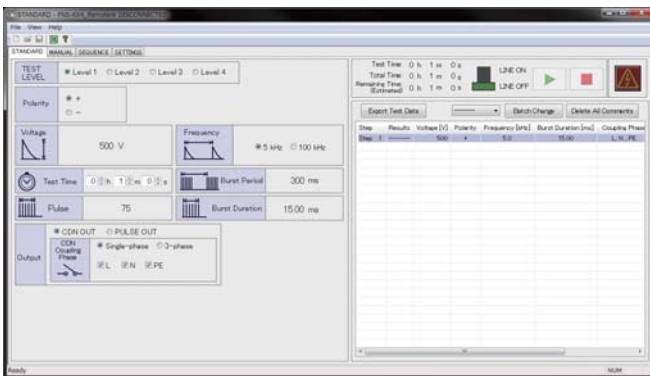 STANDARD - FNS-AX4_Remotark [DISCONNECTED]
File View Help
STANDARD MANUAL SEQUENCE SETTINGS
TEST LEVEL
Level 1 Level 2 Level 3 Level 4
Polarity
+
-
Voltage
500 V
Frequency
5 kHz 100 kHz
Test Time 0 h 1 m 0 s
Burst Period 300 ms
Pulse 75
Burst Duration 15.00 ms
Output
CDN OUT PULSE OUT
CDN Coupling Phase
Single-phase 3-phase
L N PE
Test Time: 0 h 1 m 0 s
Total Time: 0 h 1 m 0 s
Remaining Time: (Estimated) 0 h 1 m 0 s
LINE ON
LINE OFF
Export Test Data Batch Change Delete All Comments
Step Results Voltage [V] Polarity Frequency [kHz] Burst Duration [ms] Coupling Phase
Step 1 500 + 5.0 15.00 L, N, PE
Ready NUM